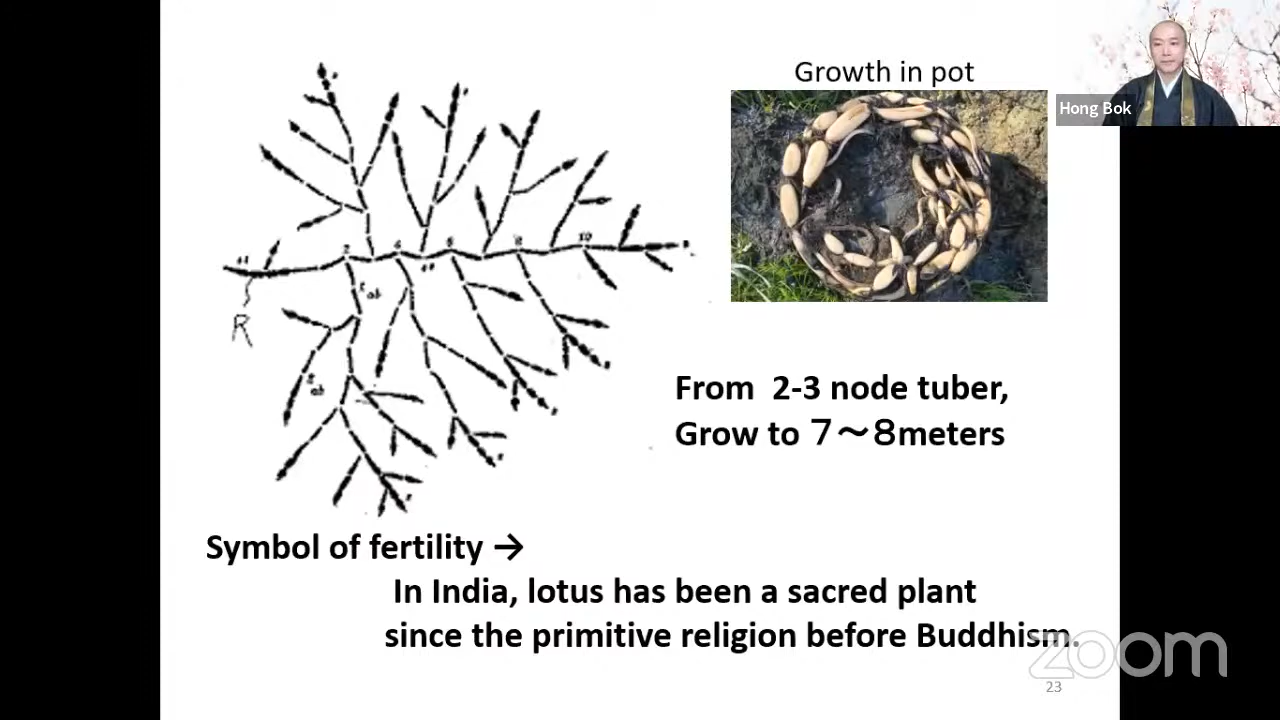 Growth in pot
Hong Bok
R
From 2-3 node tuber,
Grow to 7～8meters
Symbol of fertility →
In India, lotus has been a sacred plant
since the primitive religion before Buddhism.
zoom
23